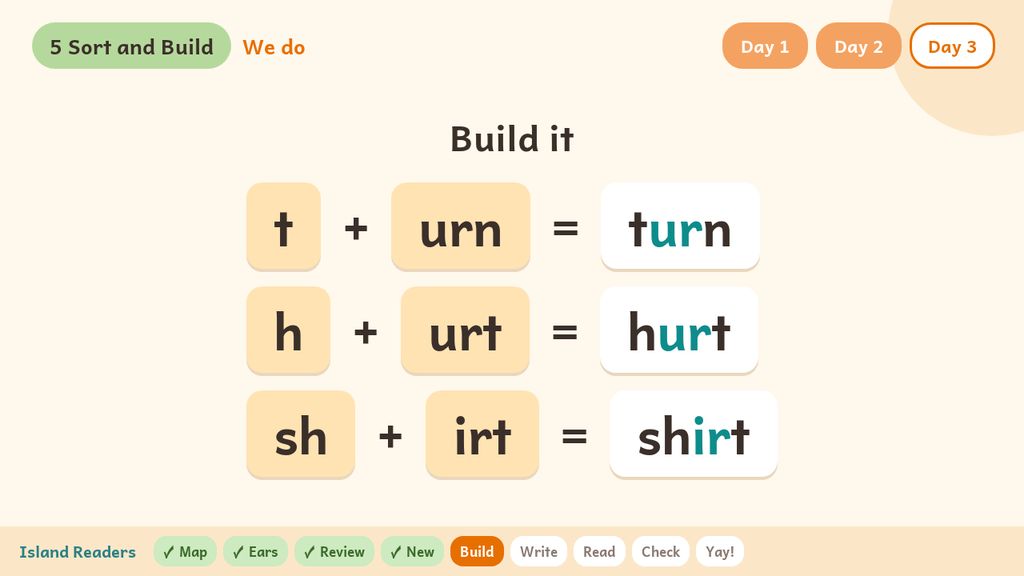 5 Sort and Build We do Day 1 Day 2 Day 3
Build it
t + urn = turn
h + urt = hurt
sh + irt = shirt
Island Readers ✓ Map ✓ Ears ✓ Review ✓ New Build Write Read Check Yay!